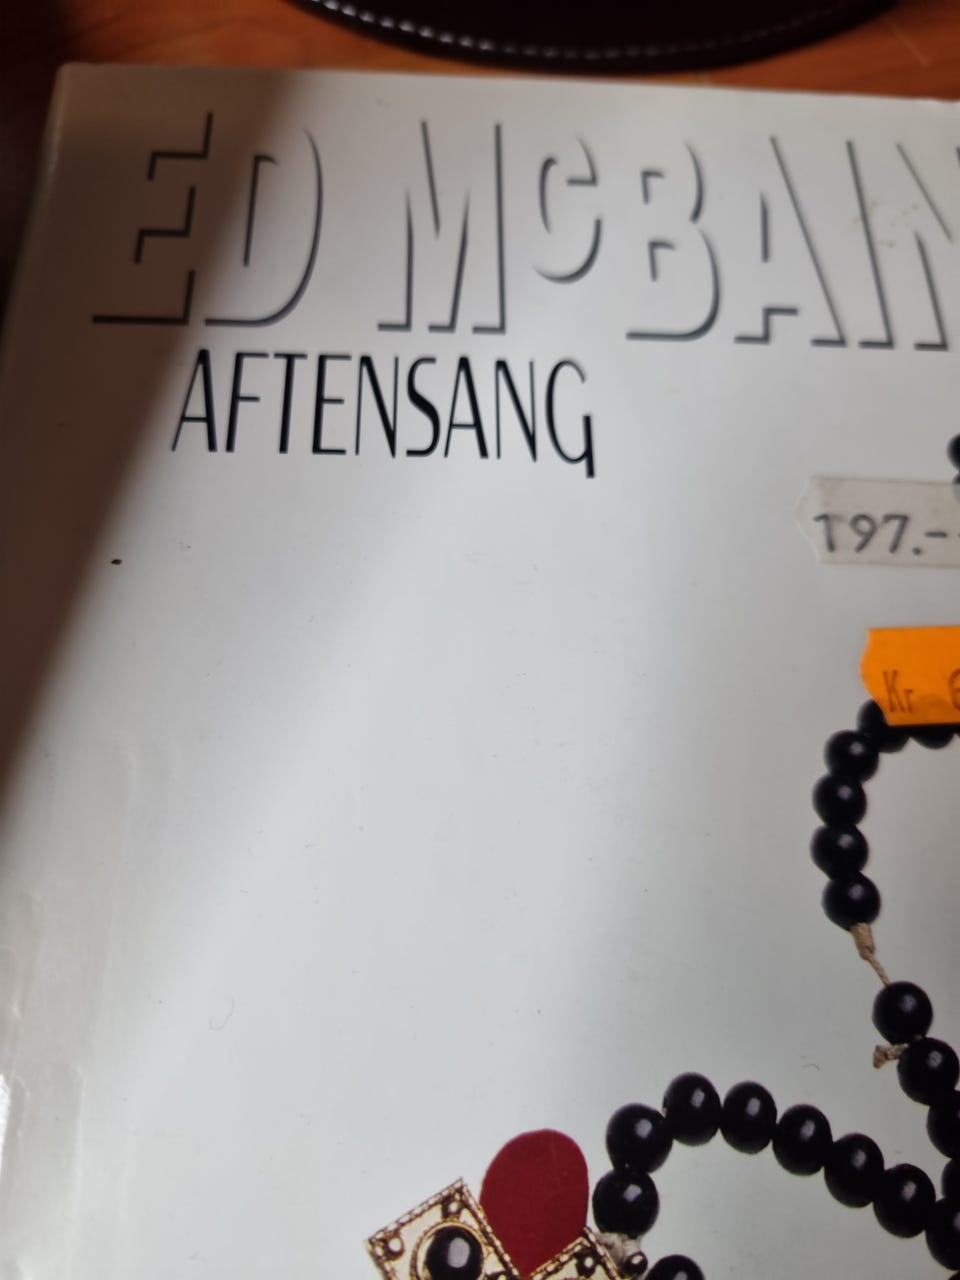 ED McBAIN
AFTENSANG
197.-
Kr